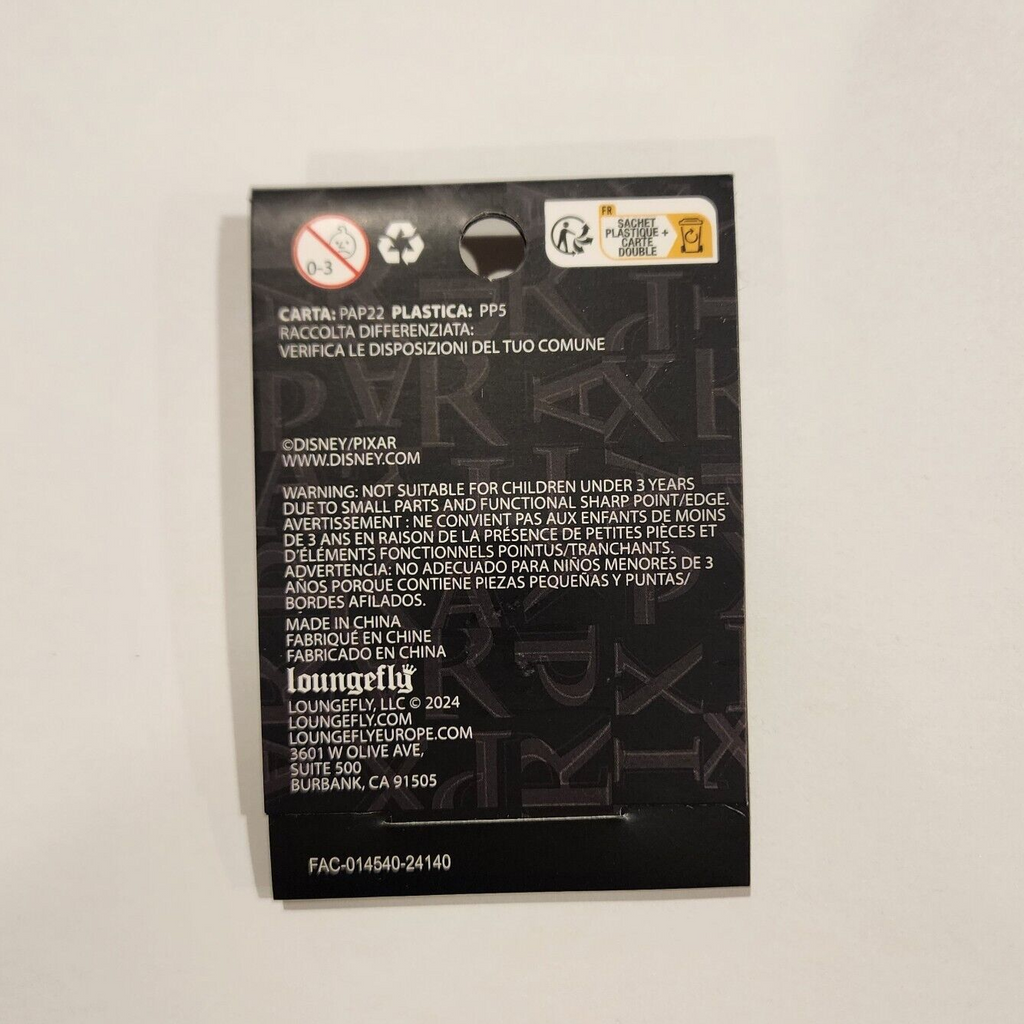 0-3
FR
SACHET
PLASTIQUE +
CARTE
DOUBLE
CARTA: PAP22 PLASTICA: PP5
RACCOLTA DIFFERENZIATA:
VERIFICA LE DISPOSIZIONI DEL TUO COMUNE
©DISNEY/PIXAR
WWW.DISNEY.COM
WARNING: NOT SUITABLE FOR CHILDREN UNDER 3 YEARS
DUE TO SMALL PARTS AND FUNCTIONAL SHARP POINT/EDGE.
AVERTISSEMENT : NE CONVIENT PAS AUX ENFANTS DE MOINS
DE 3 ANS EN RAISON DE LA PRÉSENCE DE PETITES PIÈCES ET
D'ÉLÉMENTS FONCTIONNELS POINTUS/TRANCHANTS.
ADVERTENCIA: NO ADECUADO PARA NIÑOS MENORES DE 3
AÑOS PORQUE CONTIENE PIEZAS PEQUEÑAS Y PUNTAS/
BORDES AFILADOS.
MADE IN CHINA
FABRIQUÉ EN CHINE
FABRICADO EN CHINA
loungefly
LOUNGEFLY, LLC © 2024
LOUNGEFLY.COM
LOUNGEFLYEUROPE.COM
3601 W OLIVE AVE,
SUITE 500
BURBANK, CA 91505
FAC-014540-24140